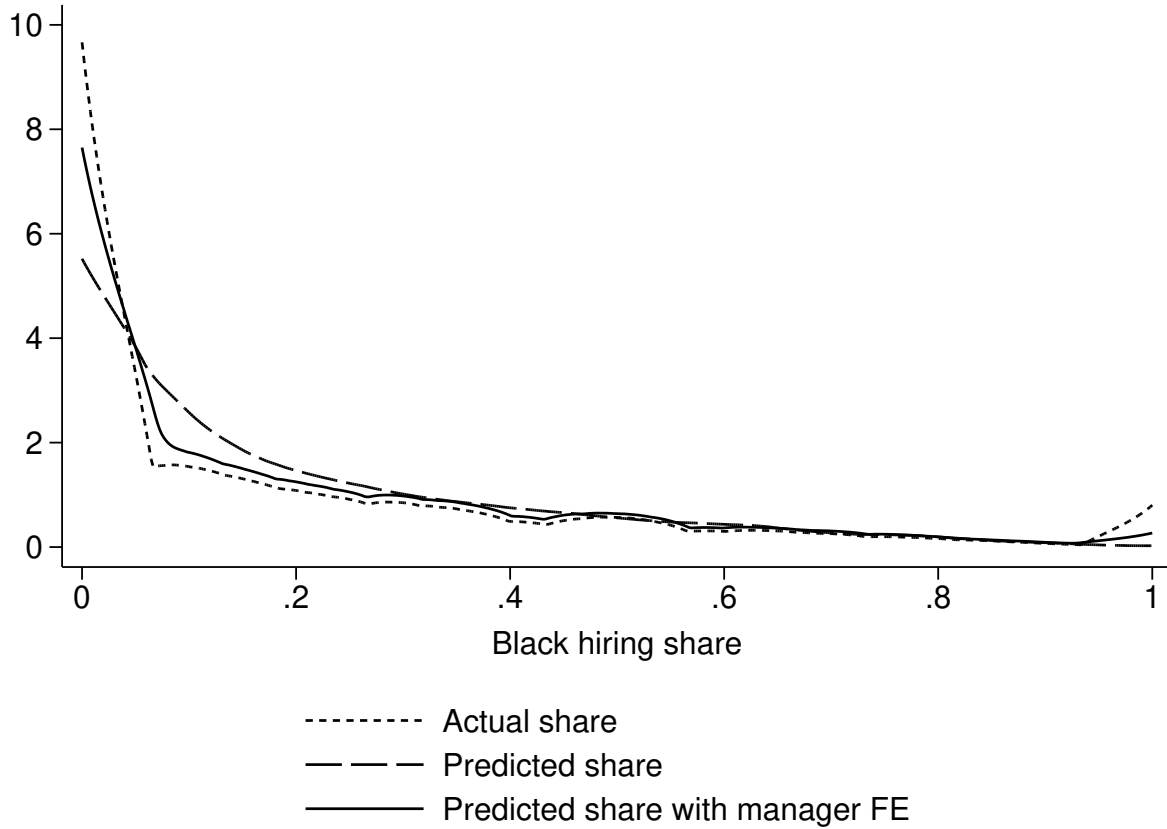 10
8
6
4
2
0
0 .2 .4 .6 .8 1
Black hiring share
Actual share
Predicted share
Predicted share with manager FE